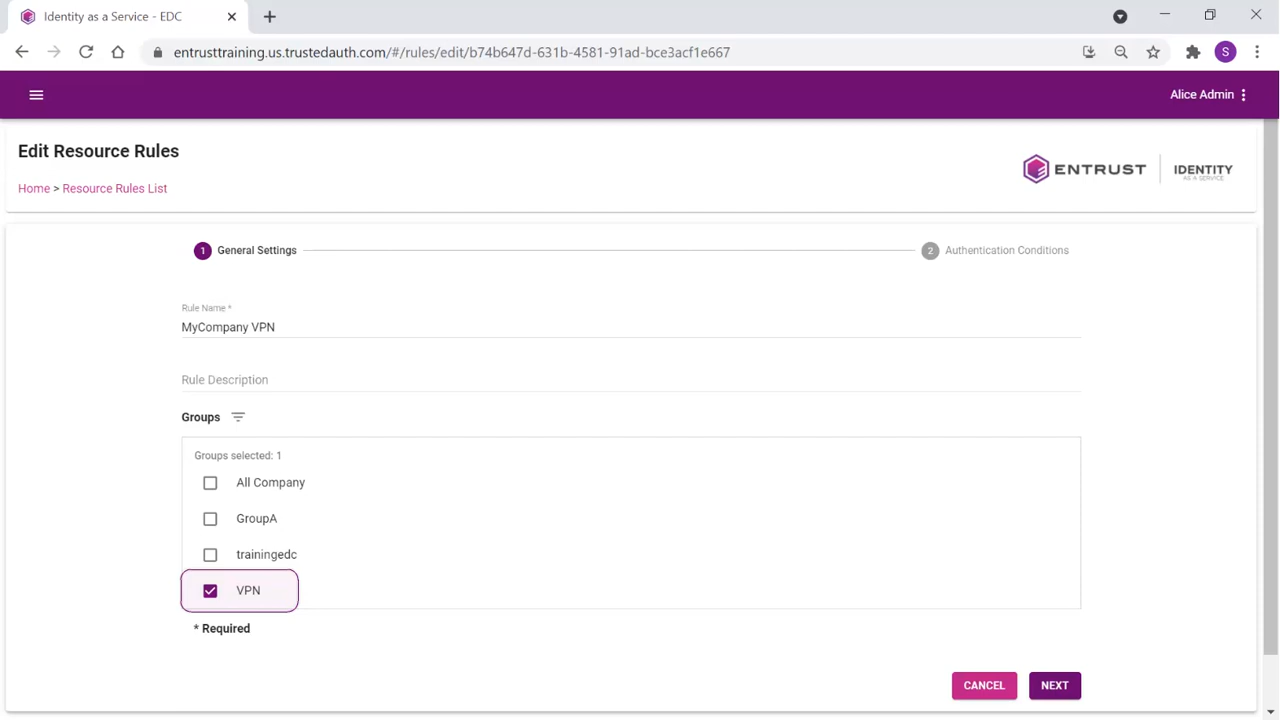 Identity as a Service - EDC
entrusttraining.us.trustedauth.com/#/rules/edit/b74b647d-631b-4581-91ad-bce3acf1e667
S
Alice Admin
Edit Resource Rules
Home > Resource Rules List
ENTRUST
IDENTITY
AS A SERVICE
1 General Settings
2 Authentication Conditions
Rule Name *
MyCompany VPN
Rule Description
Groups
Groups selected: 1
All Company
GroupA
trainingedc
VPN
* Required
CANCEL
NEXT